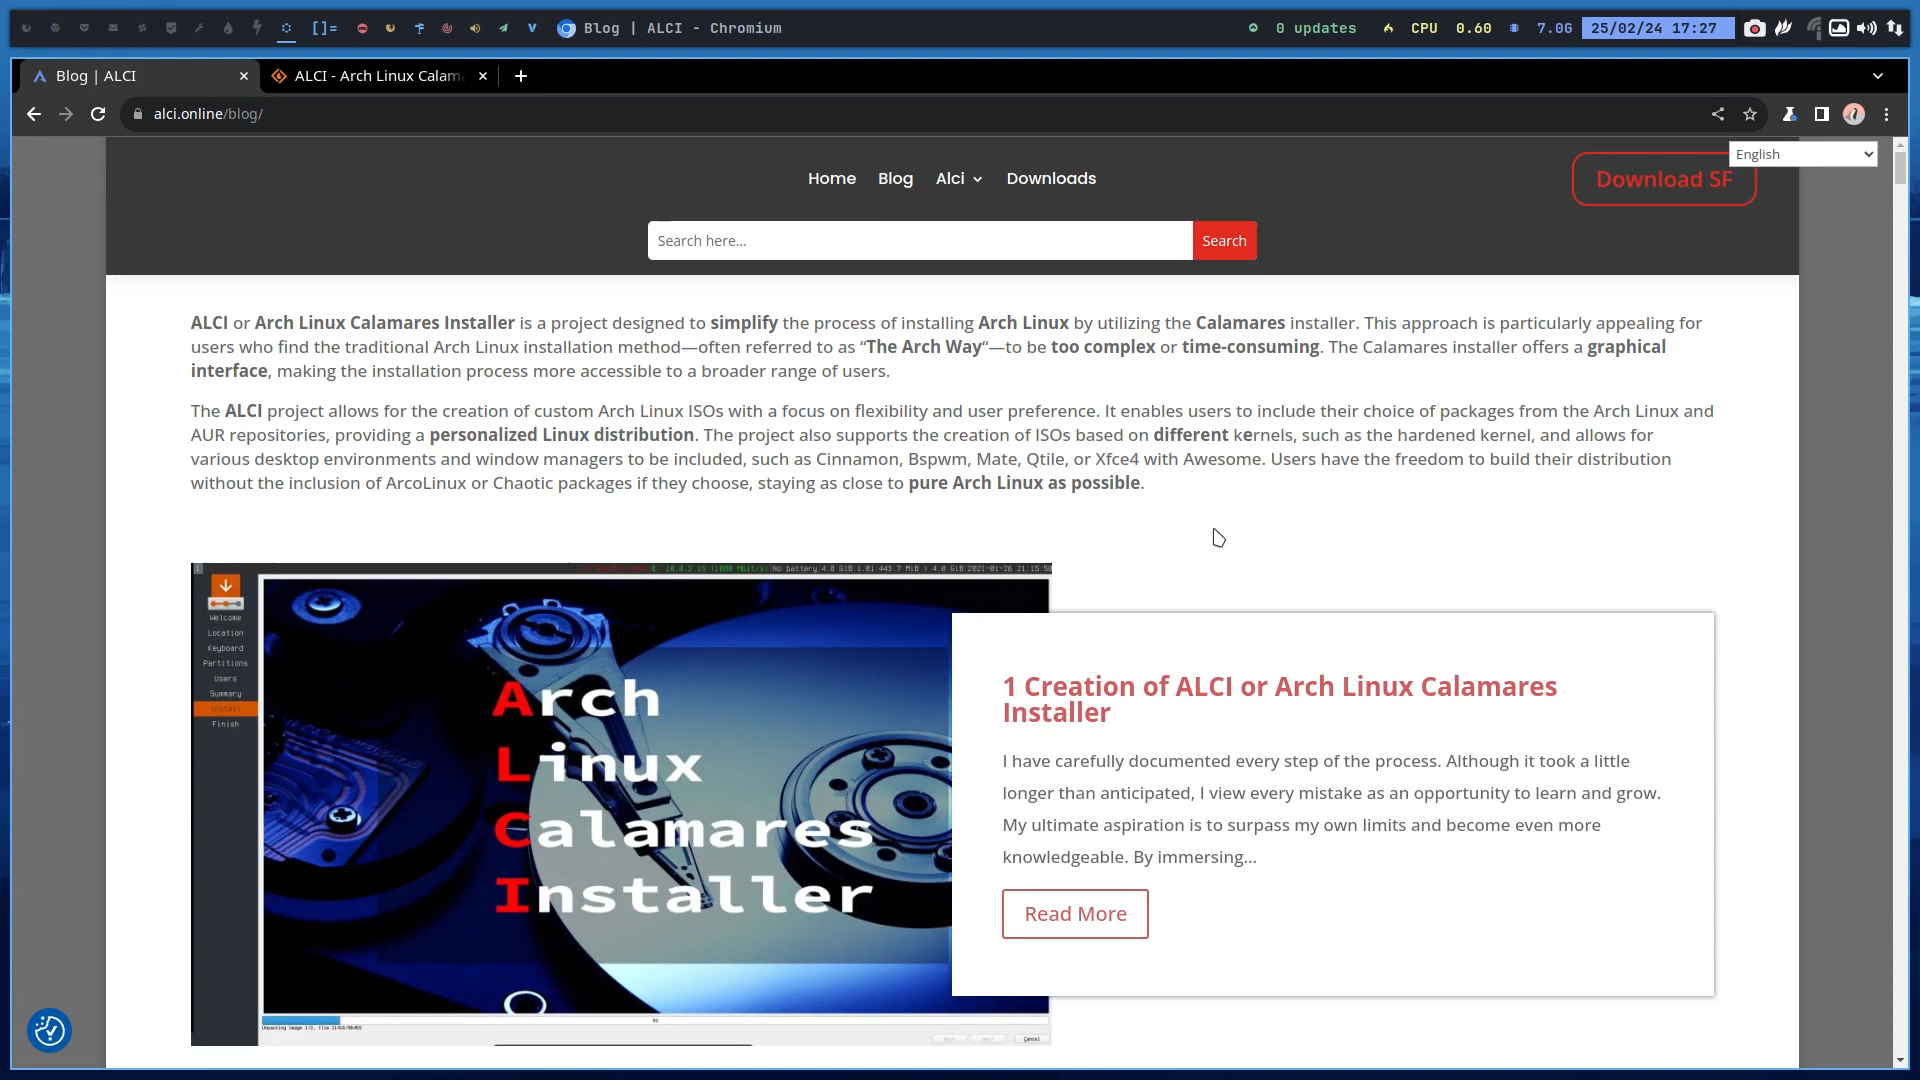 []=
Blog | ALCI - Chromium
0 updates
CPU 0.60
7.0G
25/02/24 17:27
Blog | ALCI
ALCI - Arch Linux Calam
alci.online/blog/
English
Home
Blog
Alci
Downloads
Download SF
Search here...
Search
ALCI or Arch Linux Calamares Installer is a project designed to simplify the process of installing Arch Linux by utilizing the Calamares installer. This approach is particularly appealing for
users who find the traditional Arch Linux installation method—often referred to as “The Arch Way“—to be too complex or time-consuming. The Calamares installer offers a graphical
interface, making the installation process more accessible to a broader range of users.
The ALCI project allows for the creation of custom Arch Linux ISOs with a focus on flexibility and user preference. It enables users to include their choice of packages from the Arch Linux and
AUR repositories, providing a personalized Linux distribution. The project also supports the creation of ISOs based on different kernels, such as the hardened kernel, and allows for
various desktop environments and window managers to be included, such as Cinnamon, Bspwm, Mate, Qtile, or Xfce4 with Awesome. Users have the freedom to build their distribution
without the inclusion of ArcoLinux or Chaotic packages if they choose, staying as close to pure Arch Linux as possible.
No battery
Welcome
Location
Keyboard
Partitions
Users
Summary
Install
Finish
Arch
Linux
Calamares
Installer
Cancel
1 Creation of ALCI or Arch Linux Calamares
Installer
I have carefully documented every step of the process. Although it took a little
longer than anticipated, I view every mistake as an opportunity to learn and grow.
My ultimate aspiration is to surpass my own limits and become even more
knowledgeable. By immersing...
Read More